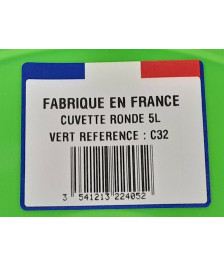 FABRIQUE EN FRANCE
CUVETTE RONDE 5L
VERT REFERENCE : C32
3 541213 224052